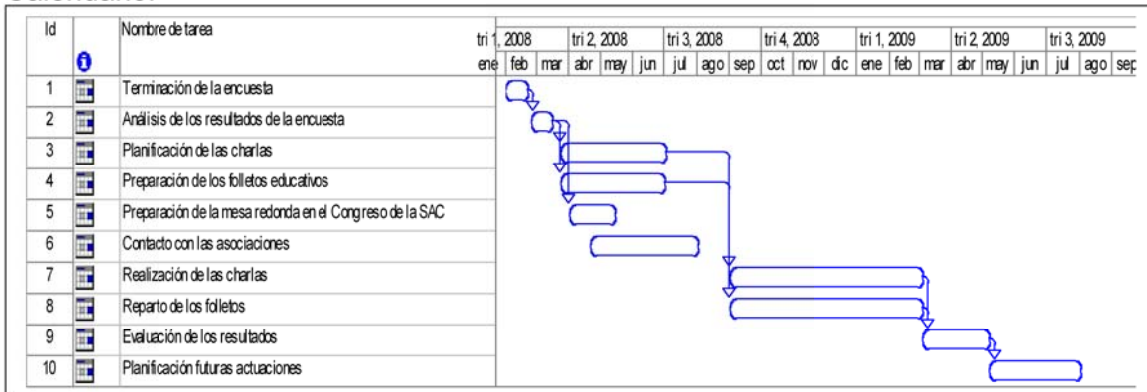 Id Nombre de tarea tri 1, 2008 tri 2, 2008 tri 3, 2008 tri 4, 2008 tri 1, 2009 tri 2, 2009 tri 3, 2009
ene feb mar abr may jun jul ago sep oct nov dic ene feb mar abr may jun jul ago sep
1 Terminación de la encuesta
2 Análisis de los resultados de la encuesta
3 Planificación de las charlas
4 Preparación de los folletos educativos
5 Preparación de la mesa redonda en el Congreso de la SAC
6 Contacto con las asociaciones
7 Realización de las charlas
8 Reparto de los folletos
9 Evaluación de los resultados
10 Planificación futuras actuaciones